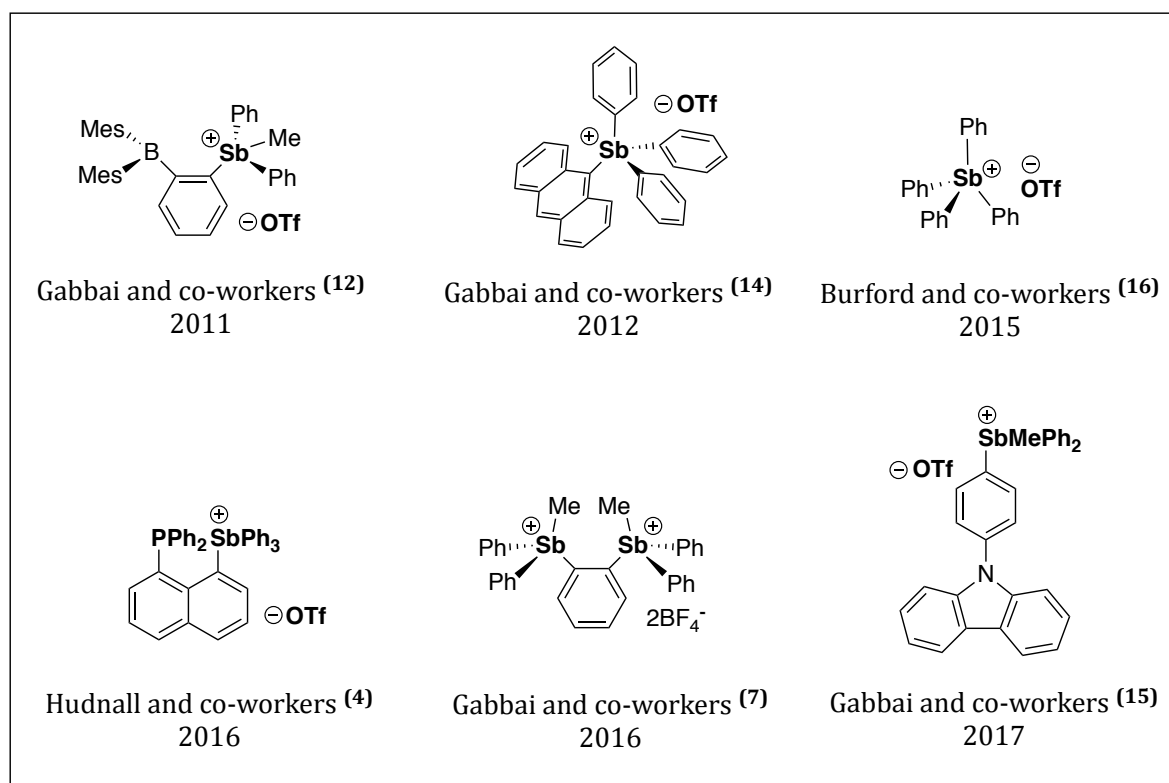 Ph
Mes
⊕
Me
B
Sb
Mes
Ph
⊖ OTf
Gabbai and co-workers (12)
2011
⊖ OTf
⊕
Sb
Gabbai and co-workers (14)
2012
Ph
Sb⊕
⊖
Ph
OTf
Ph
Ph
Burford and co-workers (16)
2015
⊕
PPh2 SbPh3
⊖ OTf
Hudnall and co-workers (4)
2016
Me Me
⊕ ⊕
Ph Sb Sb Ph
Ph Ph
2BF4-
Gabbai and co-workers (7)
2016
⊕
SbMePh2
⊖ OTf
N
Gabbai and co-workers (15)
2017